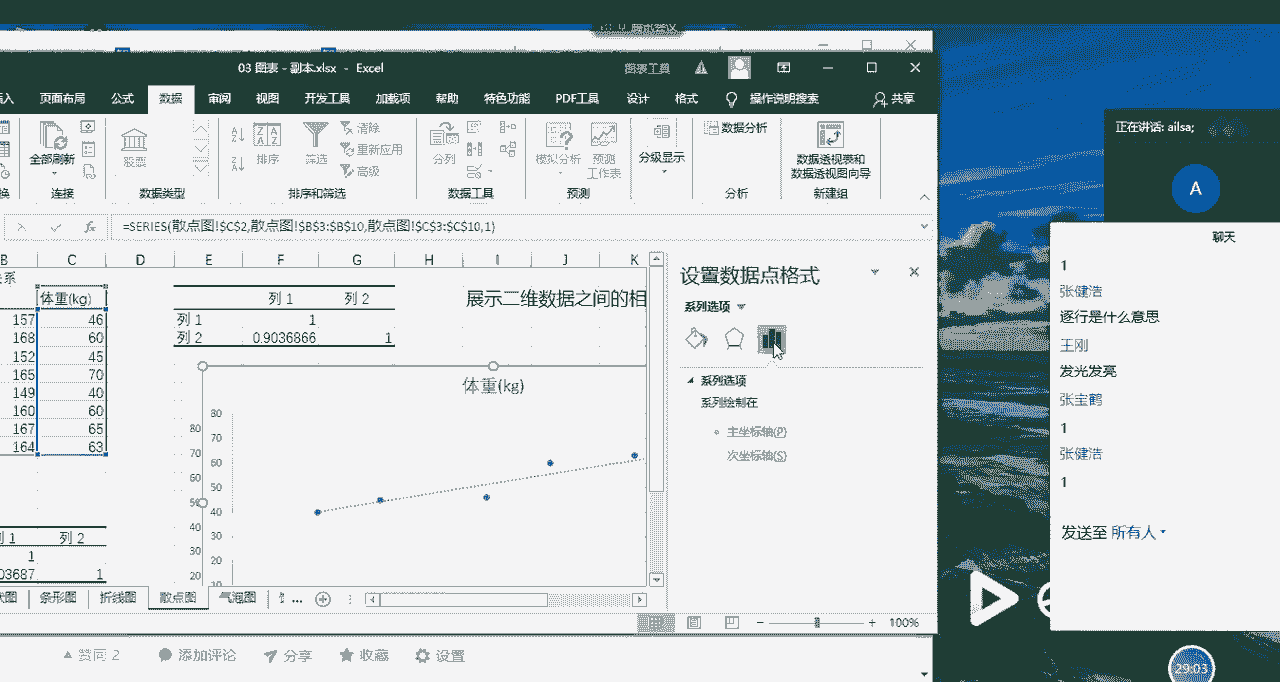 腾讯会议
03 图表 - 副本.xlsx - Excel
图表工具
页面布局 公式 数据 审阅 视图 开发工具 加载项 帮助 特色功能 PDF工具 设计 格式 操作说明搜索 共享
全部刷新
连接
股票
数据类型
排序
筛选
清除
重新应用
高级
排序和筛选
分列
数据工具
模拟分析
预测
工作表
预测
分级显示
数据分析
分析
数据透视表和
数据透视图向导
新建组
=SERIES(散点图!$C$2,散点图!$B$3:$B$10,散点图!$C$3:$C$10,1)
B C D E F G H I J K
体重(kg)
157 46
168 60
152 45
165 70
149 40
160 60
167 65
164 63
列 1 列 2
列 1 1
列 2 0.9036866 1
展示二维数据之间的相
体重(kg)
80
70
60
50
40
30
20
10
80
70
60
50
40
30
20
列 2
1
03687 1
条形图 折线图 散点图 气泡图 ...
100%
设置数据点格式
系列选项
系列选项
系列绘制在
主坐标轴(P)
次坐标轴(S)
赞同 2 添加评论 分享 收藏 设置
正在讲话: ailsa;
A
聊天
1
张健浩
逐行是什么意思
王刚
发光发亮
张宝鹤
1
张健浩
1
发送至 所有人
29:03